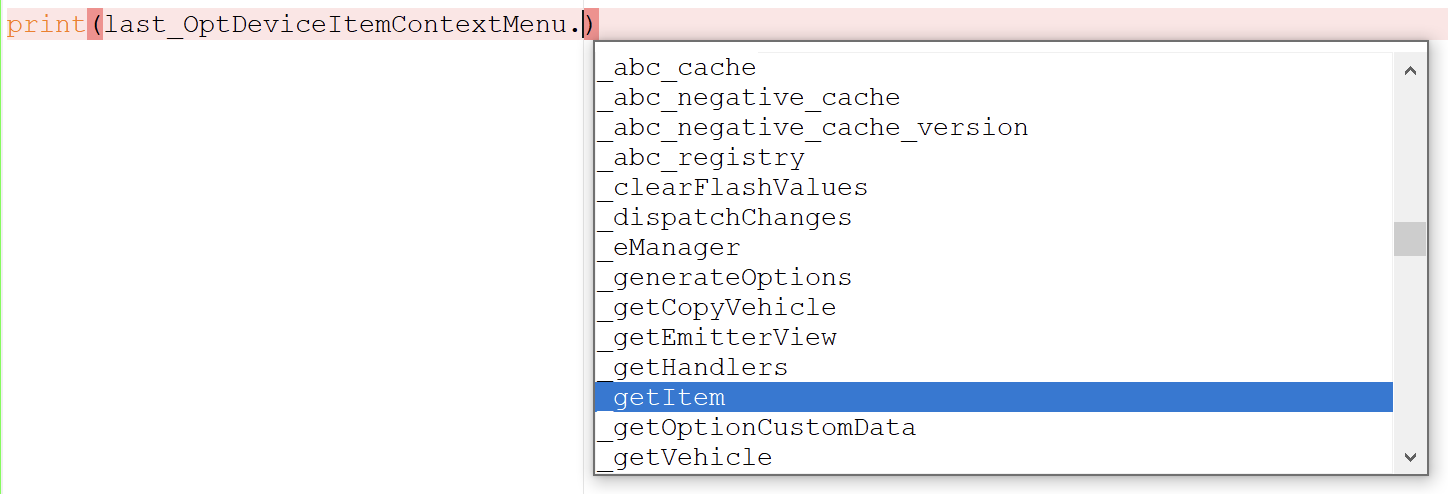 print(last_OptDeviceItemContextMenu.)
_abc_cache
_abc_negative_cache
_abc_negative_cache_version
_abc_registry
_clearFlashValues
_dispatchChanges
_eManager
_generateOptions
_getCopyVehicle
_getEmitterView
_getHandlers
_getItem
_getOptionCustomData
_getVehicle